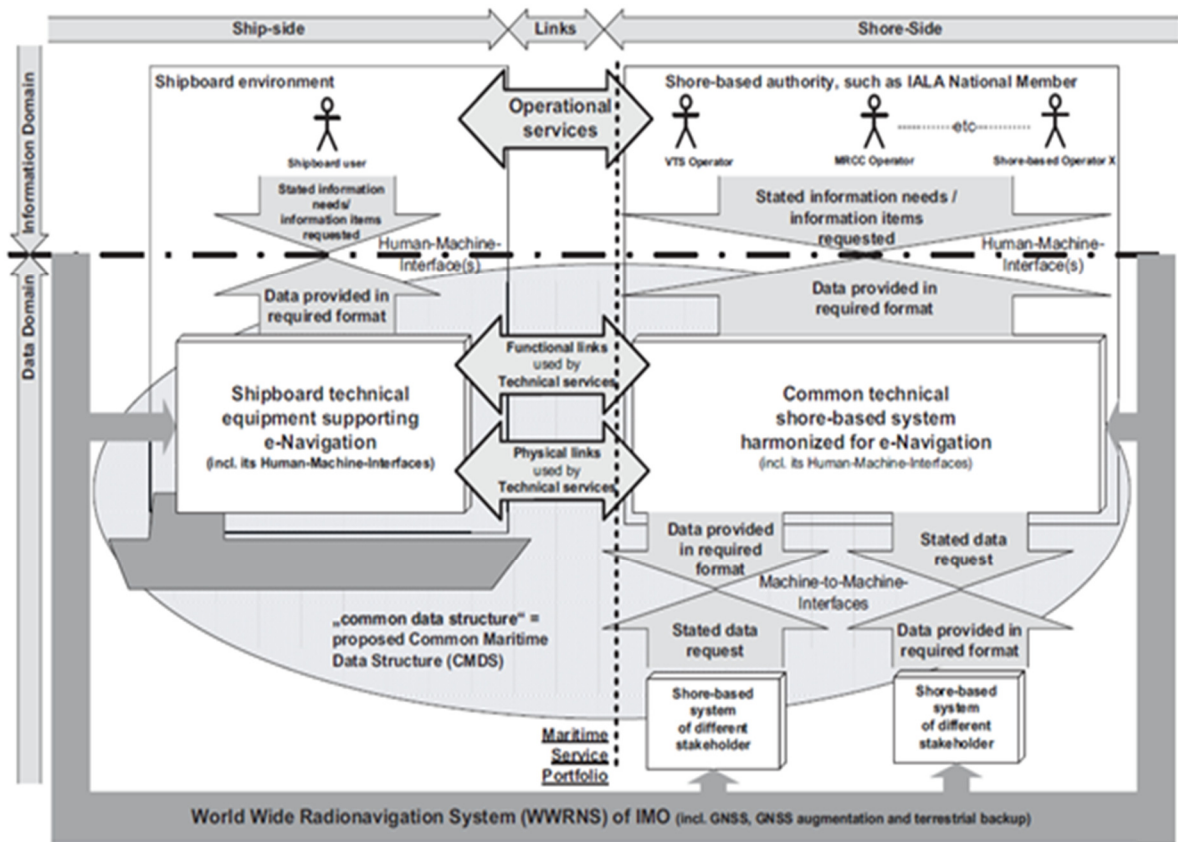 Ship-side
Links
Shore-Side
Information Domain
Data Domain
Shipboard environment
Shipboard user
Stated information
needs/
information items
requested
Human-Machine-
Interface(s)
Data provided in
required format
Shipboard technical
equipment supporting
e-Navigation
(incl. its Human-Machine-Interfaces)
Operational
services
Functional links
used by
Technical services
Physical links
used by
Technical services
Shore-based authority, such as IALA National Member
VTS Operator
MRCC Operator
etc
Shore-based Operator X
Stated information needs /
information items
requested
Human-Machine-
Interface(s)
Data provided in
required format
Common technical
shore-based system
harmonized for e-Navigation
(incl. its Human-Machine-Interfaces)
Data provided
in required
format
Stated data
request
Machine-to-Machine-
Interfaces
Stated data
request
Data provided in
required format
„common data structure“ =
proposed Common Maritime
Data Structure (CMDS)
Shore-based
system
of different
stakeholder
Shore-based
system
of different
stakeholder
Maritime
Service
Portfolio
World Wide Radionavigation System (WWRNS) of IMO (incl. GNSS, GNSS augmentation and terrestrial backup)